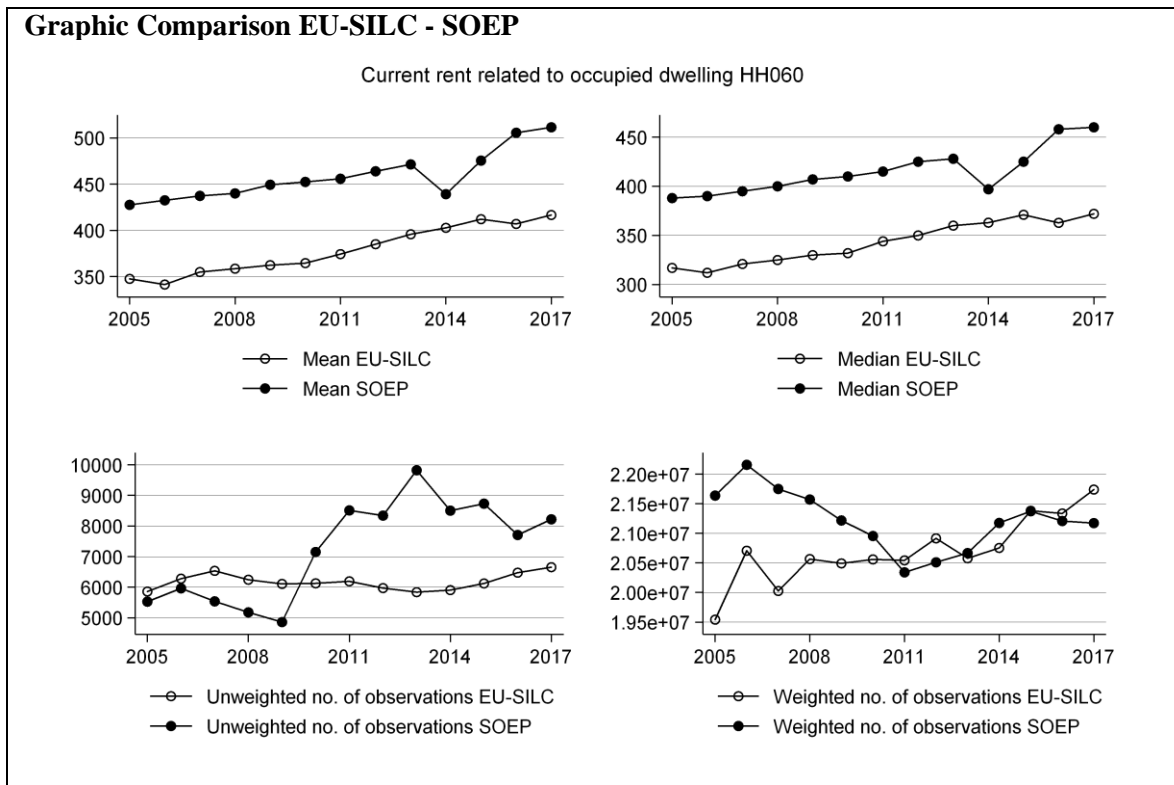 Graphic Comparison EU-SILC - SOEP
Current rent related to occupied dwelling HH060
500
450
400
350
2005 2008 2011 2014 2017
Mean EU-SILC
Mean SOEP
450
400
350
300
2005 2008 2011 2014 2017
Median EU-SILC
Median SOEP
10000
9000
8000
7000
6000
5000
2005 2008 2011 2014 2017
Unweighted no. of observations EU-SILC
Unweighted no. of observations SOEP
2.20e+07
2.15e+07
2.10e+07
2.05e+07
2.00e+07
1.95e+07
2005 2008 2011 2014 2017
Weighted no. of observations EU-SILC
Weighted no. of observations SOEP